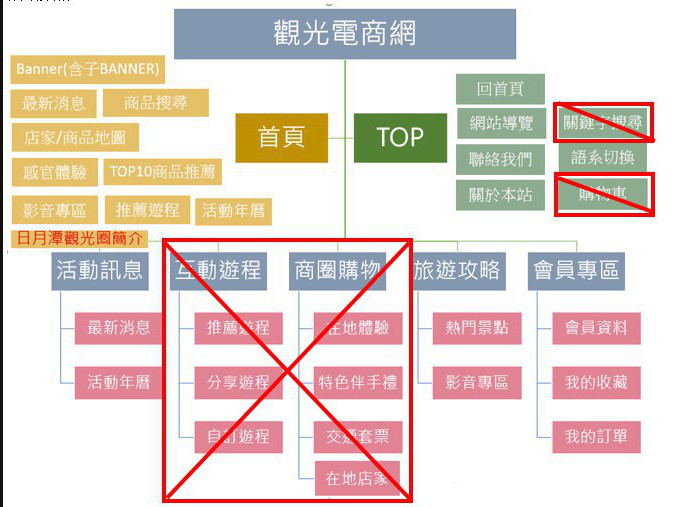 觀光電商網
Banner(含子BANNER)
最新消息
商品搜尋
店家/商品地圖
感官體驗
TOP10商品推薦
影音專區
推薦遊程
活動年曆
日月潭觀光圈簡介
首頁
TOP
回首頁
網站導覽
關鍵字搜尋
聯絡我們
語系切換
關於本站
購物車
活動訊息
最新消息
活動年曆
互動遊程
推薦遊程
分享遊程
自訂遊程
商圈購物
在地體驗
特色伴手禮
交通套票
在地店家
旅遊攻略
熱門景點
影音專區
會員專區
會員資料
我的收藏
我的訂單